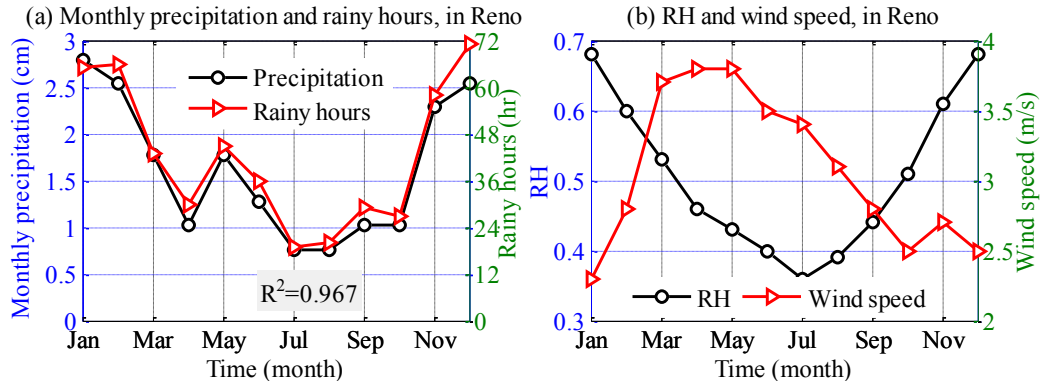 (a) Monthly precipitation and rainy hours, in Reno
Monthly precipitation (cm)
3
2.5
2
1.5
1
0.5
0
Precipitation
Rainy hours
R²=0.967
72
60
48
36
24
12
0
Rainy hours (hr)
Jan Mar May Jul Sep Nov
Time (month)
(b) RH and wind speed, in Reno
RH
0.7
0.6
0.5
0.4
0.3
RH Wind speed
4
3.5
3
2.5
2
Wind speed (m/s)
Jan Mar May Jul Sep Nov
Time (month)